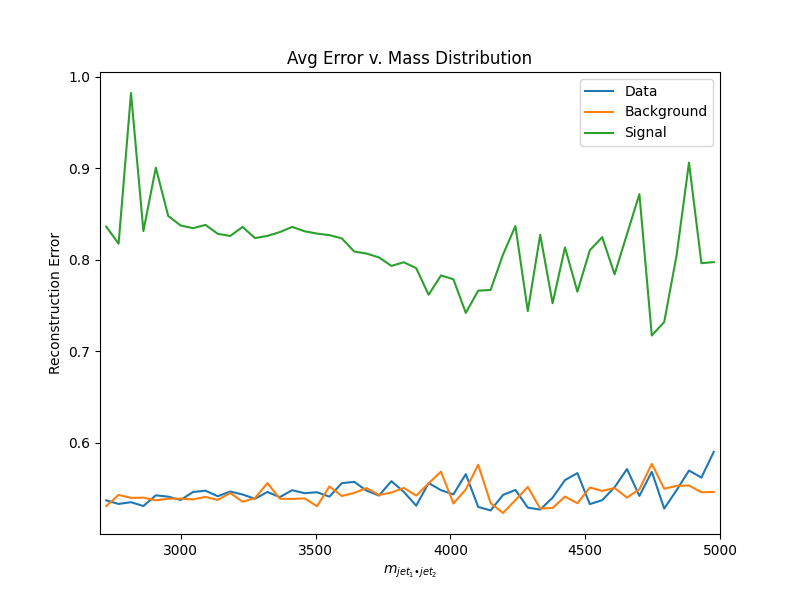 Avg Error v. Mass Distribution
Data
Background
Signal
Reconstruction Error
1.0
0.9
0.8
0.7
0.6
3000
3500
4000
4500
5000
m_{jet_1•jet_2}